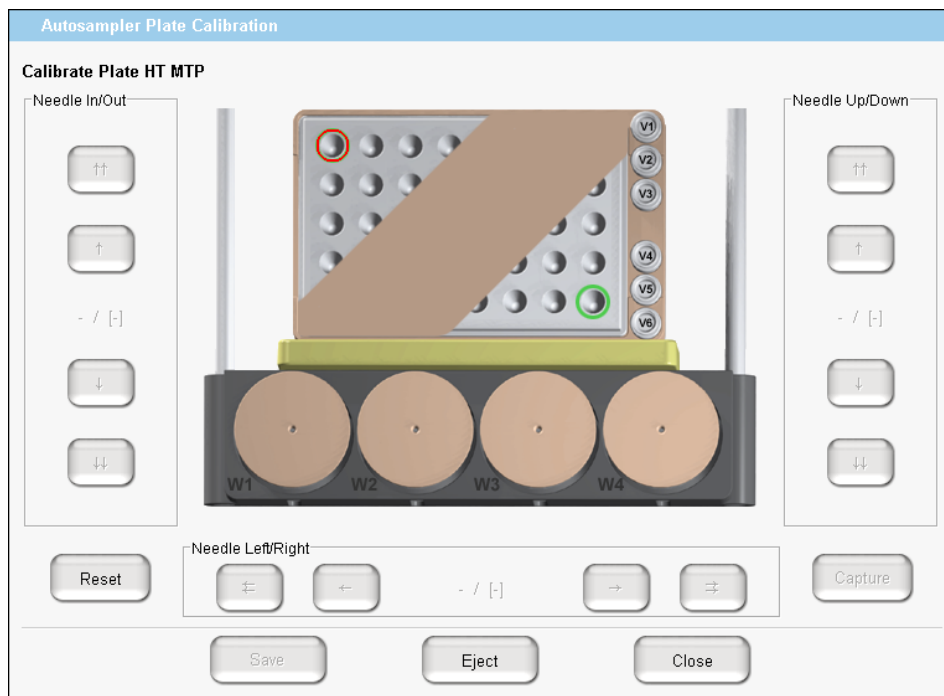 Autosampler Plate Calibration
Calibrate Plate HT MTP
Needle In/Out
Needle Up/Down
V1
V2
V3
V4
V5
V6
↑↑
↑
- / [-]
↓
↓↓
↑↑
↑
- / [-]
↓
↓↓
W1 W2 W3 W4
Needle Left/Right
Reset
⇇ ← - / [-] → ⇉
Capture
Save Eject Close